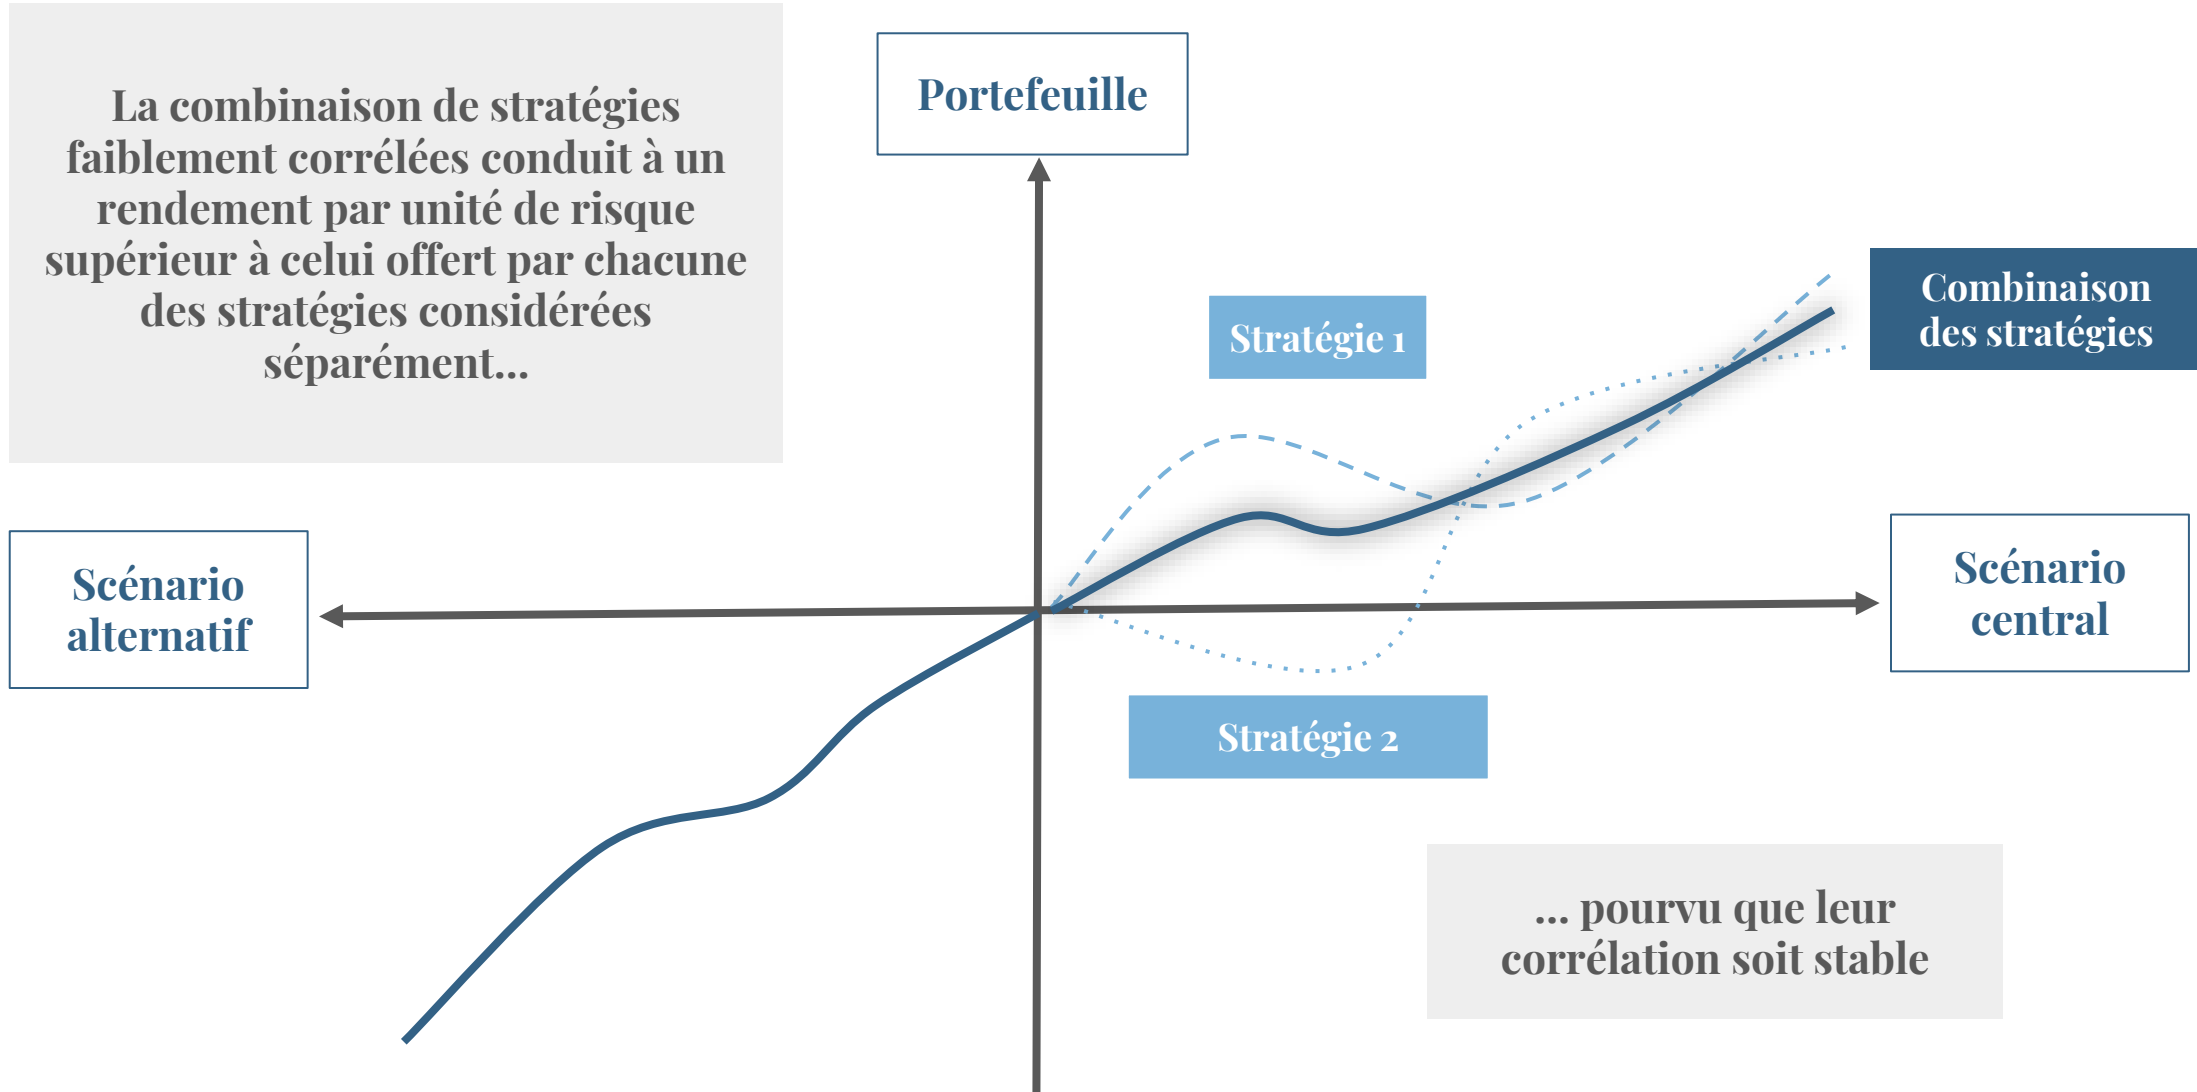 La combinaison de stratégies
faiblement corrélées conduit à un
rendement par unité de risque
supérieur à celui offert par chacune
des stratégies considérées
séparément...
Portefeuille
Combinaison
des stratégies
Stratégie 1
Scénario
alternatif
Scénario
central
Stratégie 2
... pourvu que leur
corrélation soit stable